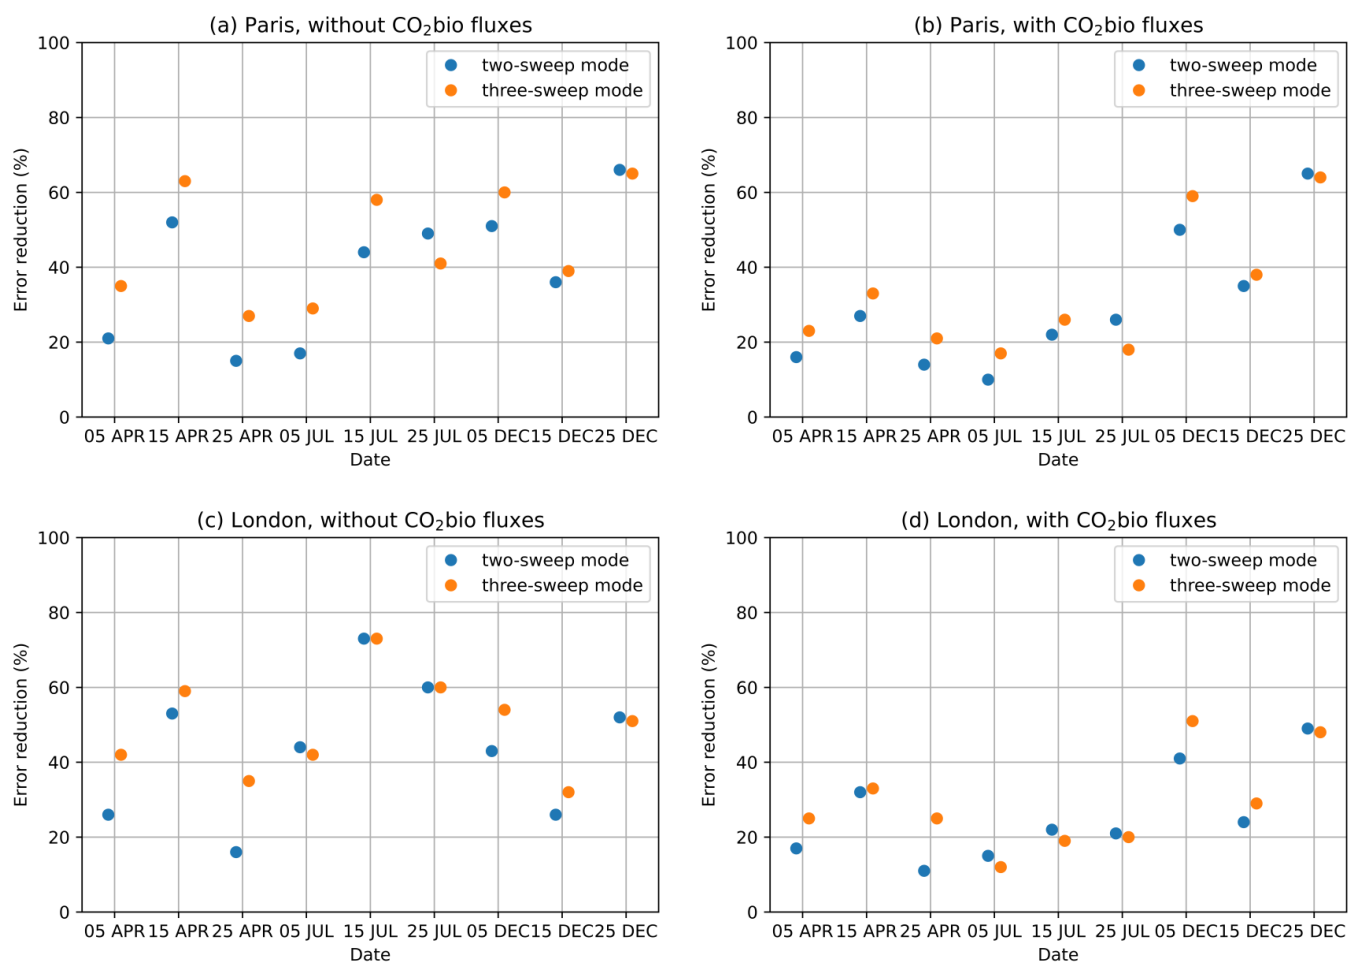 (a) Paris, without CO₂bio fluxes
100
80
60
40
20
0
Error reduction (%)
two-sweep mode
three-sweep mode
05 APR 15 APR 25 APR 05 JUL 15 JUL 25 JUL 05 DEC 15 DEC 25 DEC
Date
(b) Paris, with CO₂bio fluxes
100
80
60
40
20
0
Error reduction (%)
two-sweep mode
three-sweep mode
05 APR 15 APR 25 APR 05 JUL 15 JUL 25 JUL 05 DEC 15 DEC 25 DEC
Date
(c) London, without CO₂bio fluxes
100
80
60
40
20
0
Error reduction (%)
two-sweep mode
three-sweep mode
05 APR 15 APR 25 APR 05 JUL 15 JUL 25 JUL 05 DEC 15 DEC 25 DEC
Date
(d) London, with CO₂bio fluxes
100
80
60
40
20
0
Error reduction (%)
two-sweep mode
three-sweep mode
05 APR 15 APR 25 APR 05 JUL 15 JUL 25 JUL 05 DEC 15 DEC 25 DEC
Date